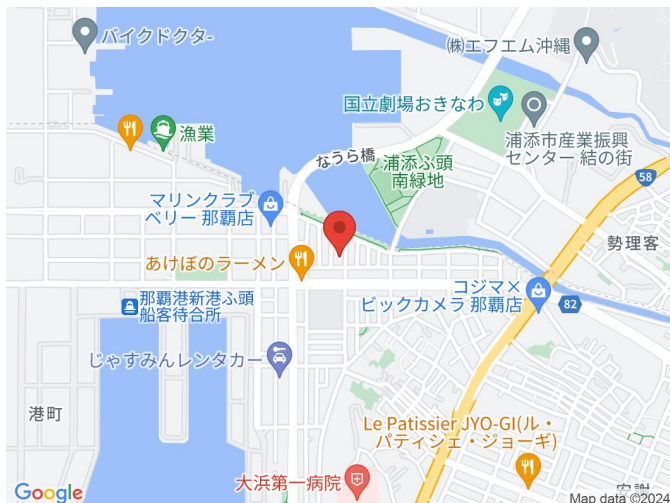 バイクドクター
(株)エフエム沖縄
国立劇場おきなわ
漁業
浦添市産業振興
センター 結の街
なうら橋
浦添ふ頭
南緑地
58
マリンクラブ
ベリー 那覇店
勢理客
あけぼのラーメン
コジマ×
ビックカメラ 那覇店
82
那覇港新港ふ頭
船客待合所
じゃすみんレンタカー
港町
Le Patissier JYO-GI(ル・
パティシェ・ジョーギ)
大浜第一病院
安謝
Google
Map data ©2024